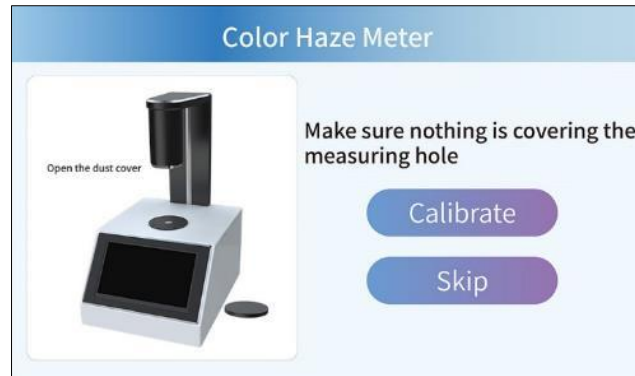 Color Haze Meter
Open the dust cover
Make sure nothing is covering the
measuring hole
Calibrate
Skip